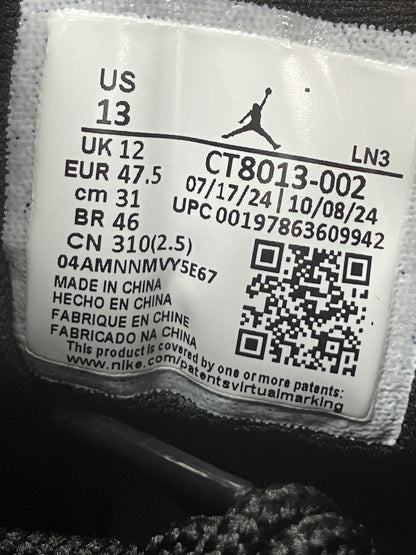 US
13
LN3
UK 12
EUR 47.5
cm 31
BR 46
CN 310(2.5)
CT8013-002
07/17/24 | 10/08/24
UPC 00197863609942
04AMNNMVY5E67
MADE IN CHINA
HECHO EN CHINA
FABRIQUE EN CHINE
FABRICADO NA CHINA
This product is covered by one or more patents:
www.nike.com/patentsvirtualmarking